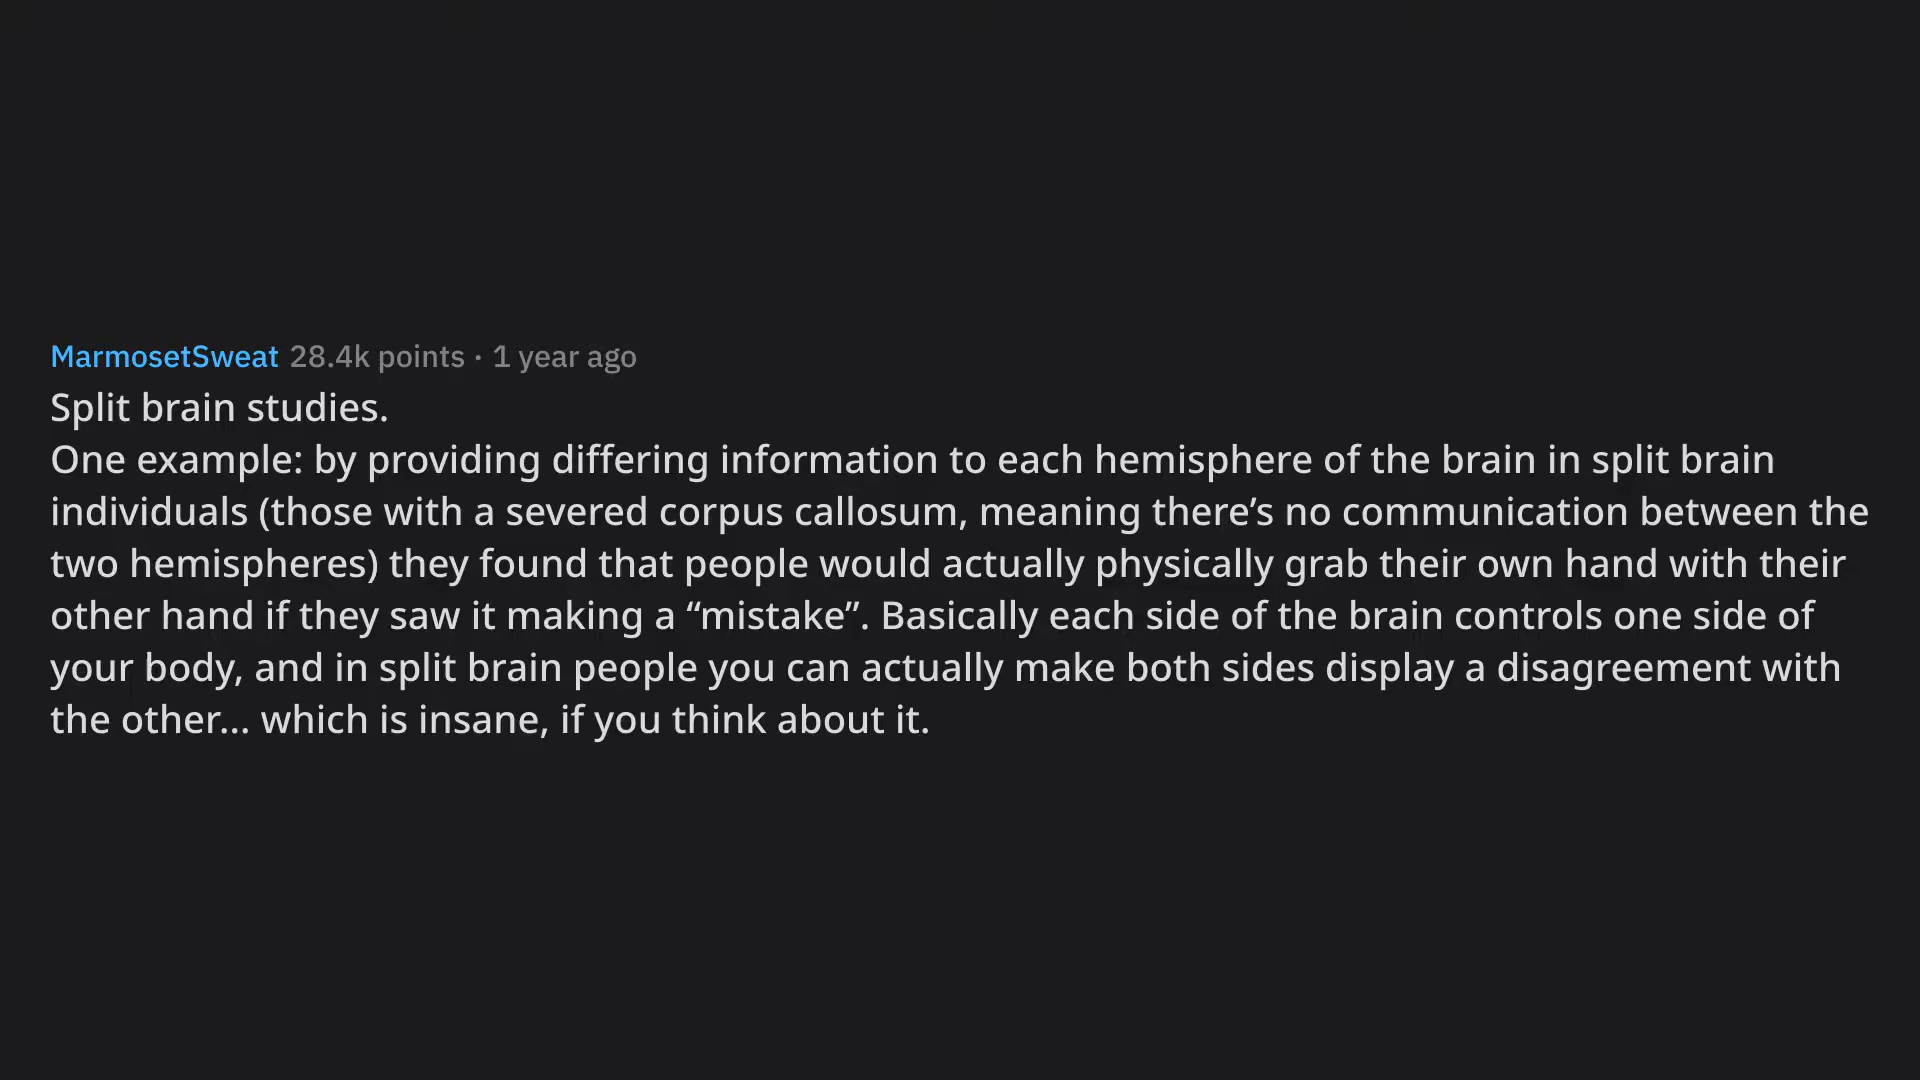 MarmosetSweat 28.4k points · 1 year ago
Split brain studies.
One example: by providing differing information to each hemisphere of the brain in split brain
individuals (those with a severed corpus callosum, meaning there’s no communication between the
two hemispheres) they found that people would actually physically grab their own hand with their
other hand if they saw it making a “mistake”. Basically each side of the brain controls one side of
your body, and in split brain people you can actually make both sides display a disagreement with
the other... which is insane, if you think about it.